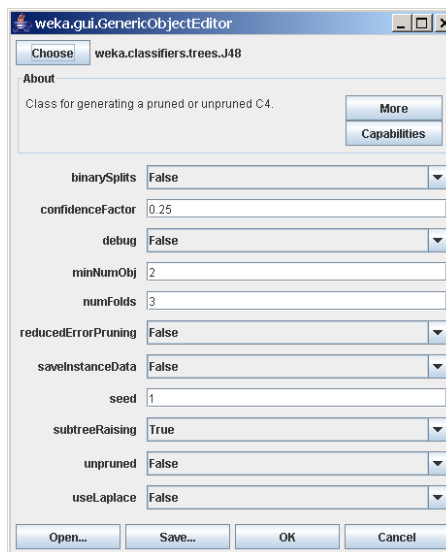 weka.gui.GenericObjectEditor
Choose weka.classifiers.trees.J48
About
Class for generating a pruned or unpruned C4.
More
Capabilities
binarySplits False
confidenceFactor 0.25
debug False
minNumObj 2
numFolds 3
reducedErrorPruning False
saveInstanceData False
seed 1
subtreeRaising True
unpruned False
useLaplace False
Open... Save... OK Cancel